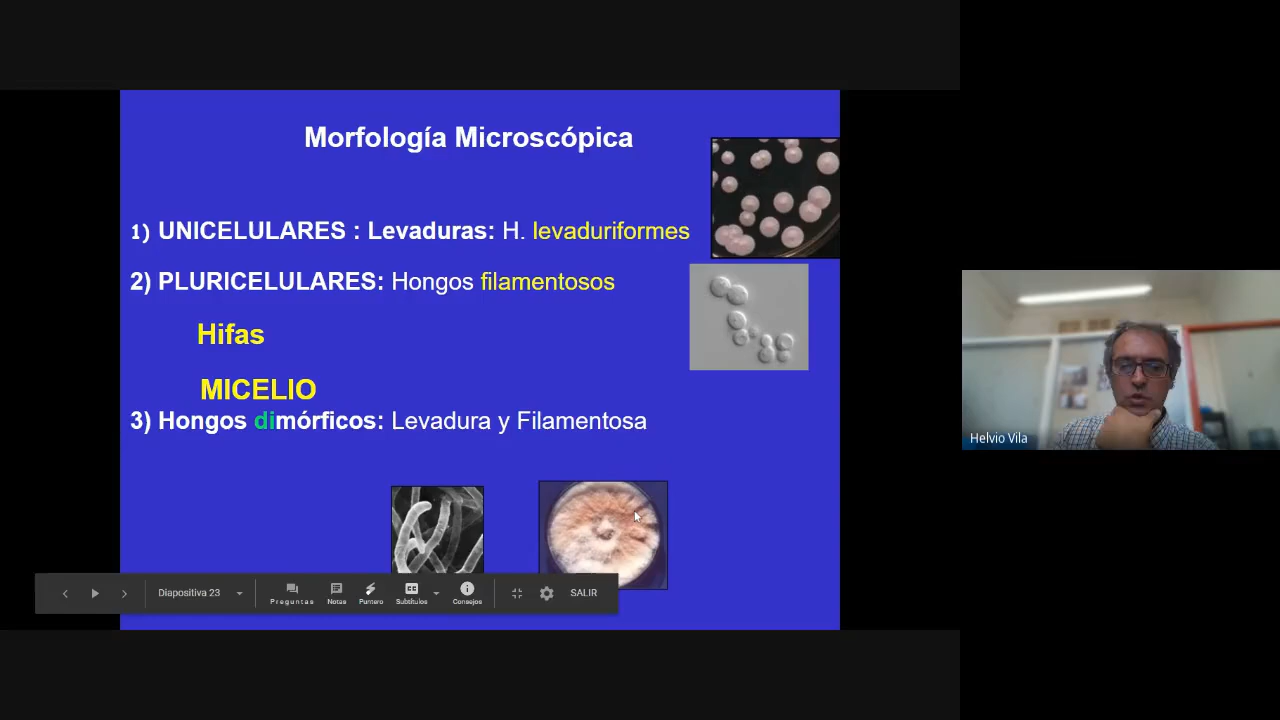 Morfología Microscópica
1) UNICELULARES : Levaduras: H. levaduriformes
2) PLURICELULARES: Hongos filamentosos
Hifas
MICELIO
3) Hongos dimórficos: Levadura y Filamentosa
Helvio Vila
Diapositiva 23
Preguntas
Notas
Puntero
Subtítulos
Consejos
SALIR